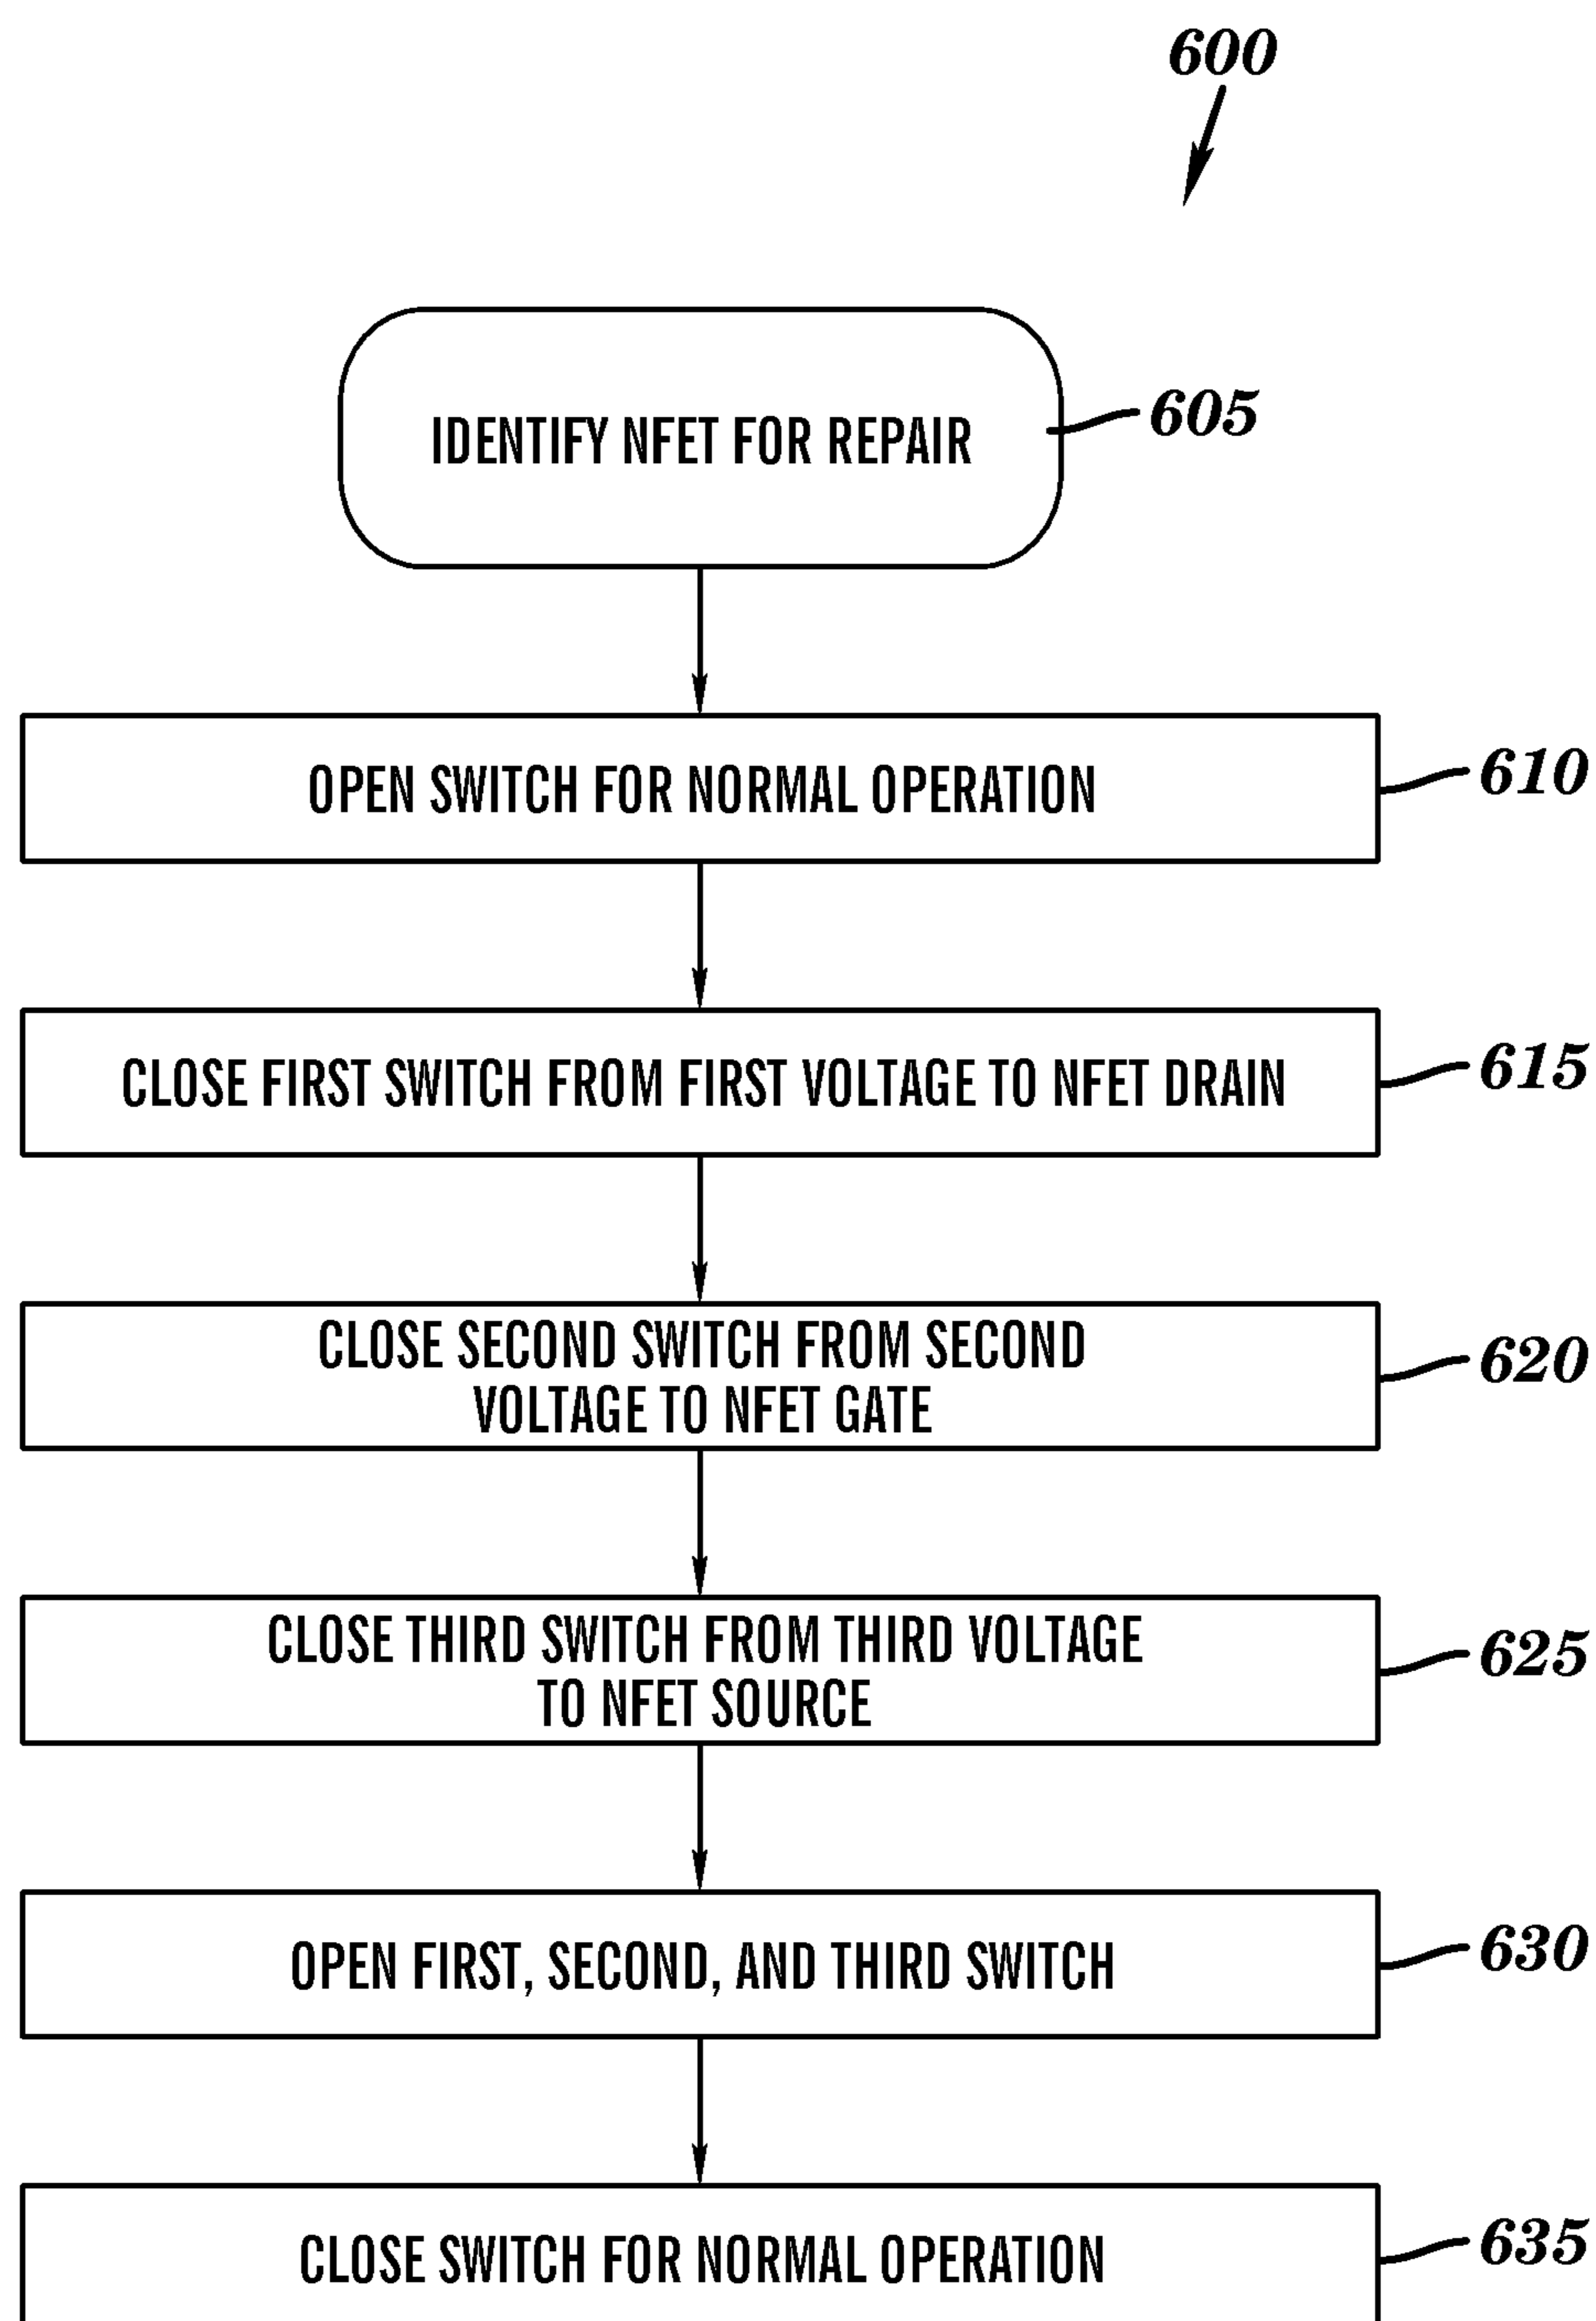 600
IDENTIFY NFET FOR REPAIR
605
OPEN SWITCH FOR NORMAL OPERATION
610
CLOSE FIRST SWITCH FROM FIRST VOLTAGE TO NFET DRAIN
615
CLOSE SECOND SWITCH FROM SECOND
VOLTAGE TO NFET GATE
620
CLOSE THIRD SWITCH FROM THIRD VOLTAGE
TO NFET SOURCE
625
OPEN FIRST, SECOND, AND THIRD SWITCH
630
CLOSE SWITCH FOR NORMAL OPERATION
635